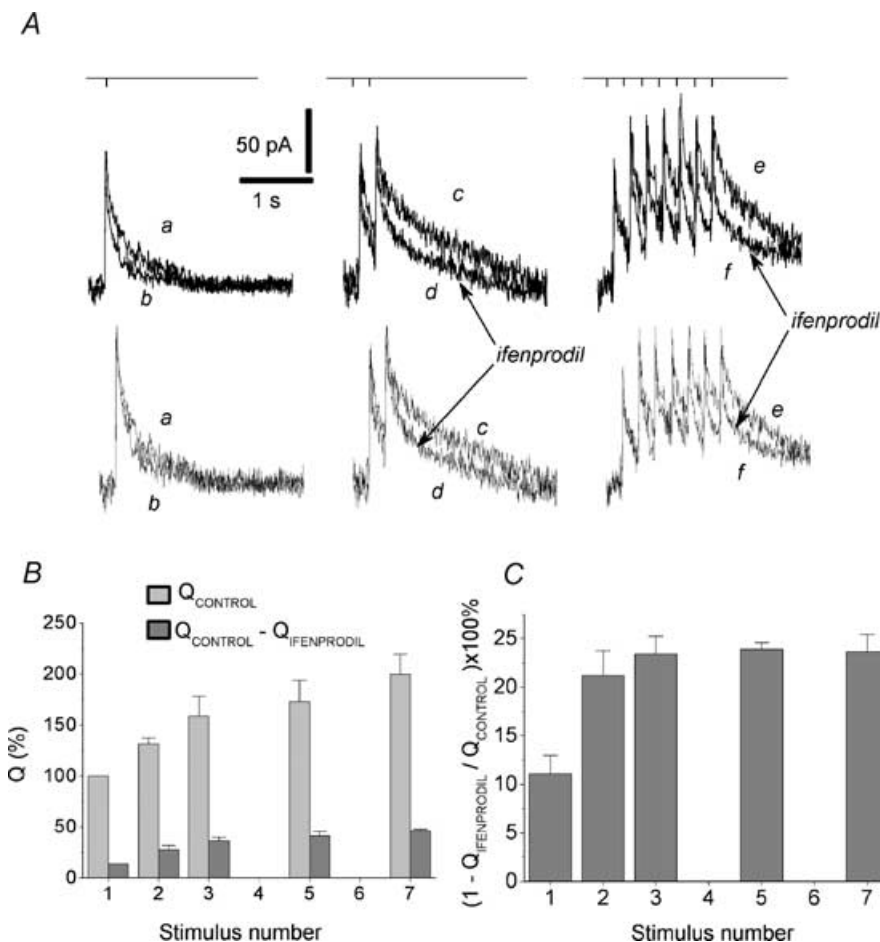 A
50 pA
1 s
a
b
c
d
e
f
ifenprodil
ifenprodil
a
b
c
d
e
f
B
Q_CONTROL
Q_CONTROL - Q_IFENPRODIL
Q (%)
250
200
150
100
50
0
1 2 3 4 5 6 7
Stimulus number
C
(1 - Q_IFENPRODIL / Q_CONTROL)x100%
25
20
15
10
5
0
1 2 3 4 5 6 7
Stimulus number